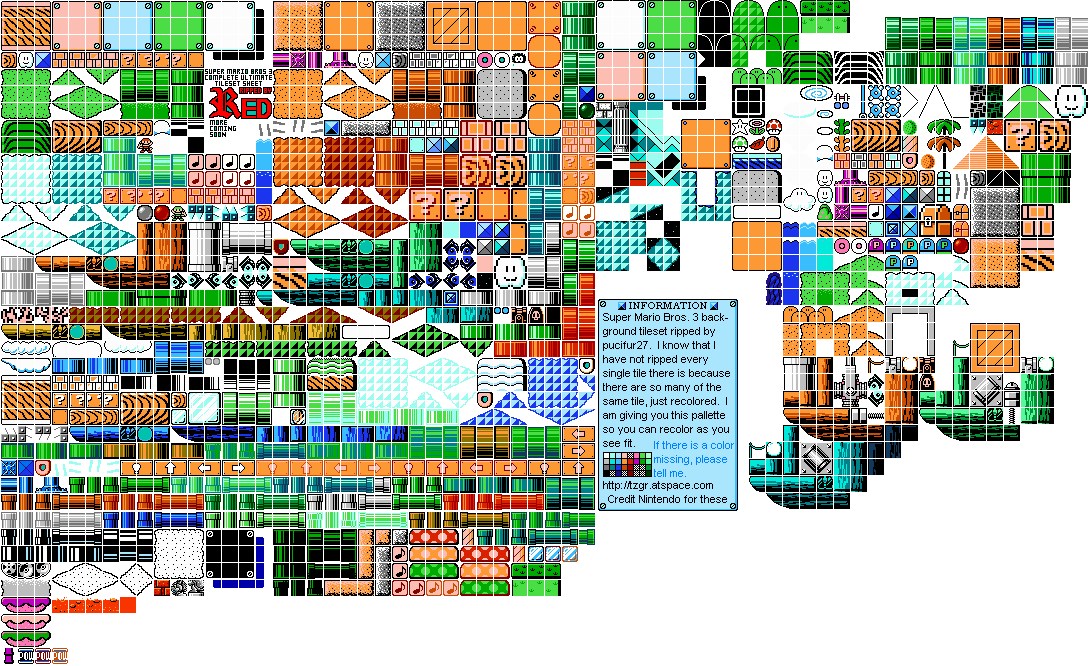 SUPER MARIO BROS 3
COMPLETE ULTIMATE
TILESET SHEET
RIPPED BY
RED
MORE
COMING
SOON
INFORMATION
Super Mario Bros. 3 back-
ground tileset ripped by
pucifur27. I know that I
have not ripped every
single tile there is because
there are so many of the
same tile, just recolored. I
am giving you this pallete
so you can recolor as you
see fit. If there is a color
missing, please
tell me.
http://tzgr.atspace.com
Credit Nintendo for these